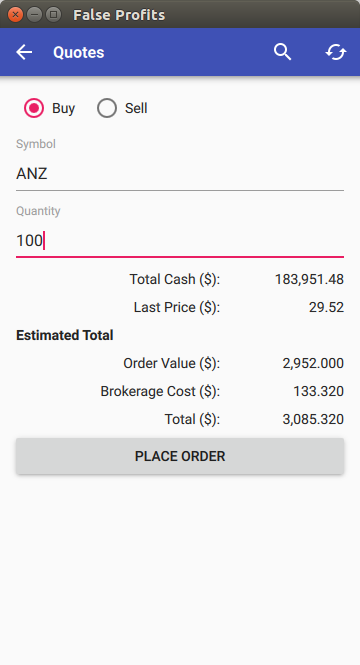 False Profits
Quotes
Buy Sell
Symbol
ANZ
Quantity
100
Total Cash ($): 183,951.48
Last Price ($): 29.52
Estimated Total
Order Value ($): 2,952.000
Brokerage Cost ($): 133.320
Total ($): 3,085.320
PLACE ORDER